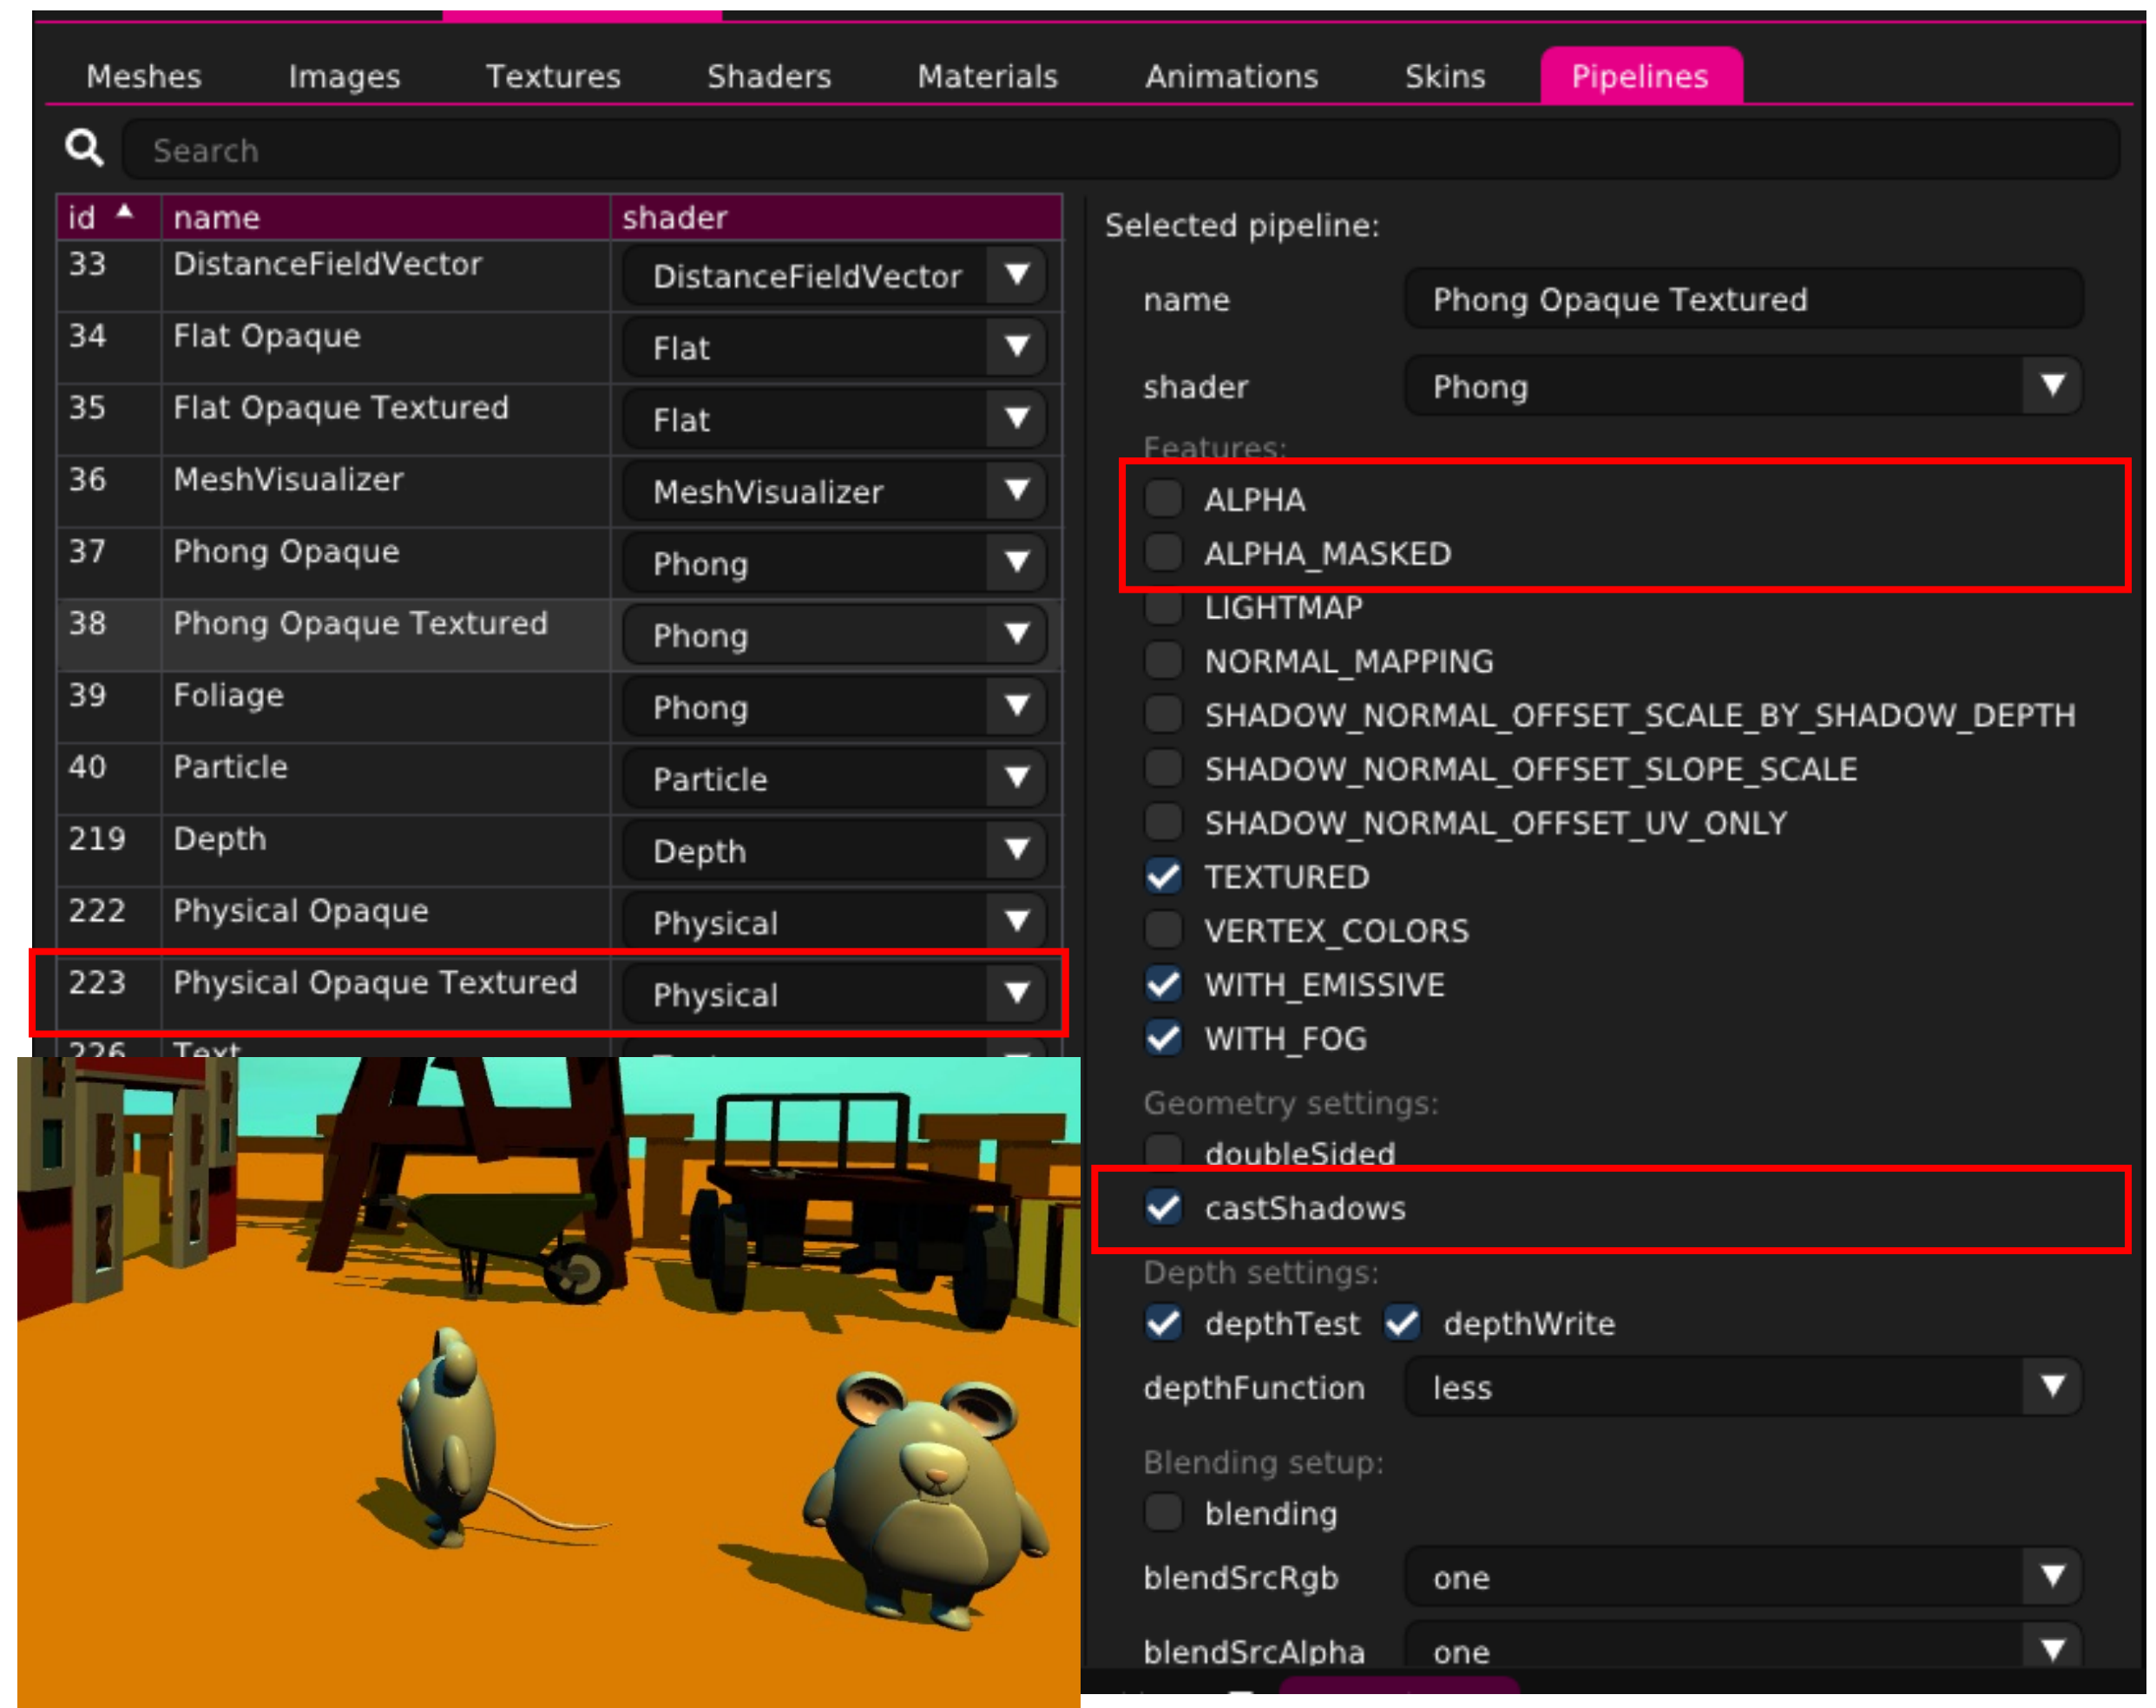 Meshes Images Textures Shaders Materials Animations Skins Pipelines
Search
id name shader
33 DistanceFieldVector DistanceFieldVector
34 Flat Opaque Flat
35 Flat Opaque Textured Flat
36 MeshVisualizer MeshVisualizer
37 Phong Opaque Phong
38 Phong Opaque Textured Phong
39 Foliage Phong
40 Particle Particle
219 Depth Depth
222 Physical Opaque Physical
223 Physical Opaque Textured Physical
226 Text
Selected pipeline:
name Phong Opaque Textured
shader Phong
Features:
ALPHA
ALPHA_MASKED
LIGHTMAP
NORMAL_MAPPING
SHADOW_NORMAL_OFFSET_SCALE_BY_SHADOW_DEPTH
SHADOW_NORMAL_OFFSET_SLOPE_SCALE
SHADOW_NORMAL_OFFSET_UV_ONLY
TEXTURED
VERTEX_COLORS
WITH_EMISSIVE
WITH_FOG
Geometry settings:
doubleSided
castShadows
Depth settings:
depthTest depthWrite
depthFunction less
Blending setup:
blending
blendSrcRgb one
blendSrcAlpha one